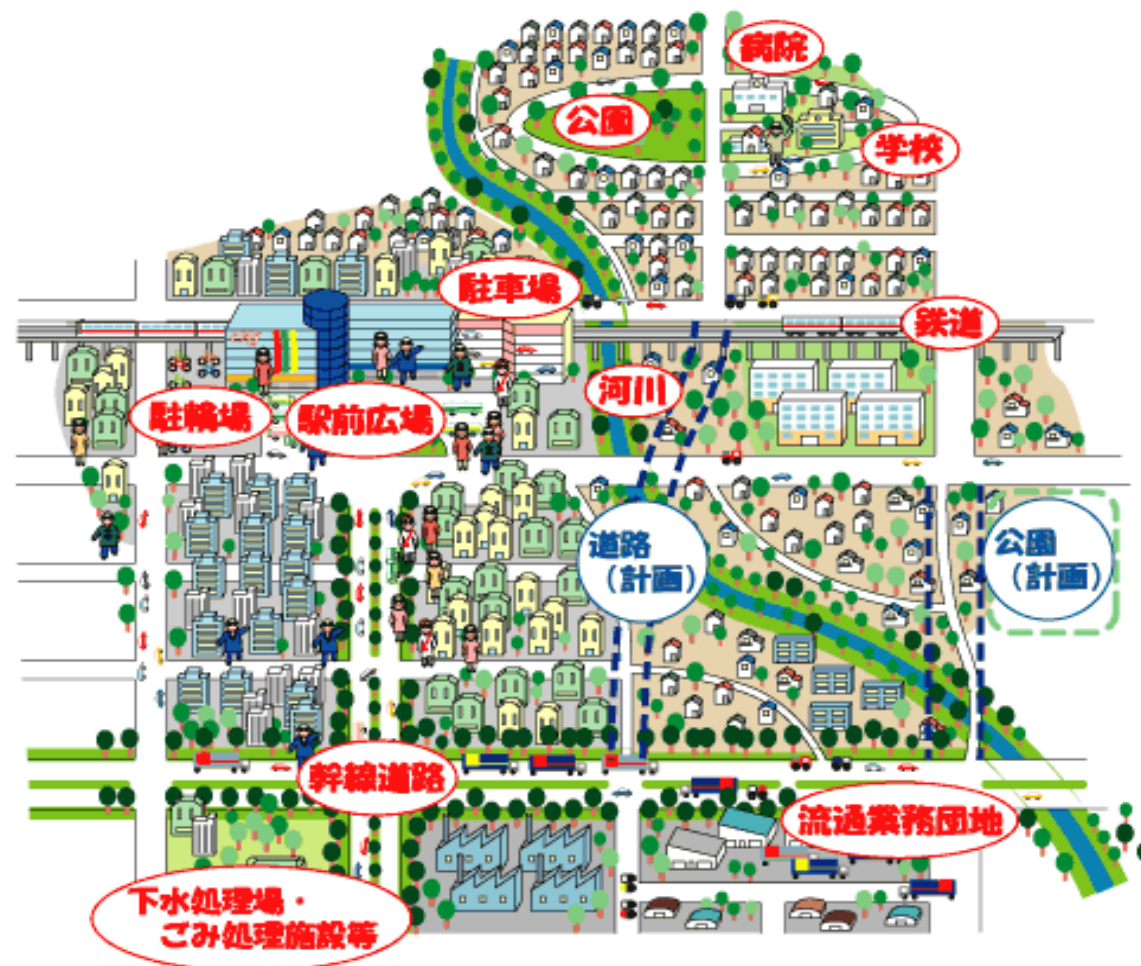 病院
公園
学校
駐車場
鉄道
河川
駐輪場
駅前広場
道路
（計画）
公園
（計画）
幹線道路
流通業務団地
下水処理場・
ごみ処理施設等